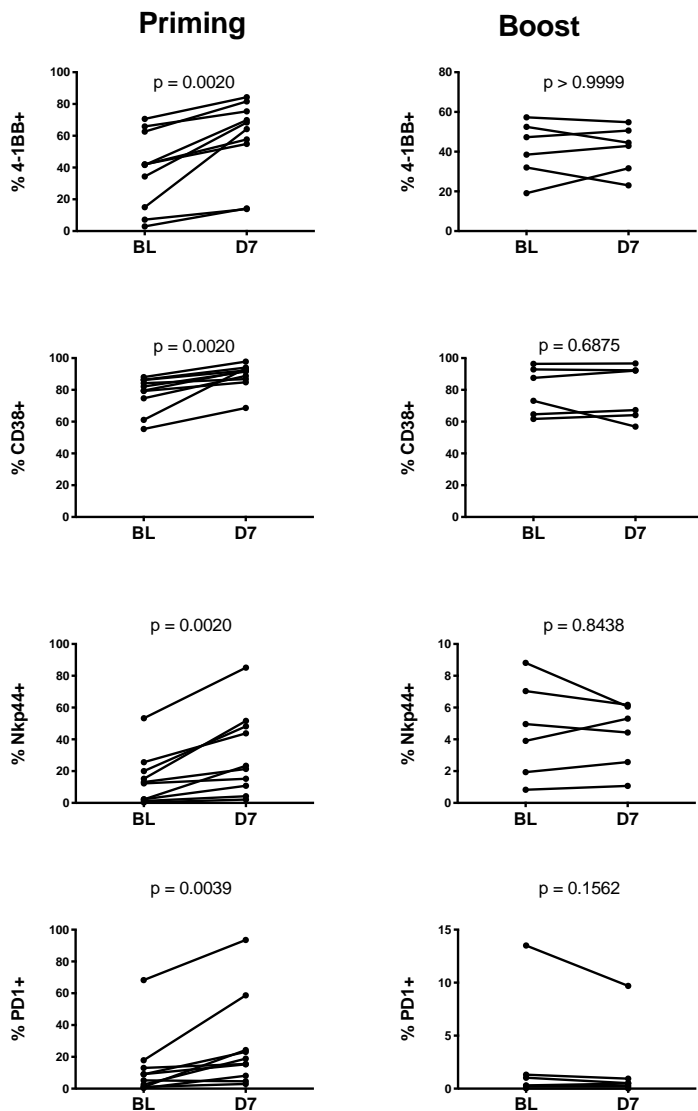 Priming
Boost
p = 0.0020
% 4-1BB+
100
80
60
40
20
0
BL D7
p > 0.9999
% 4-1BB+
80
60
40
20
0
BL D7
p = 0.0020
% CD38+
100
80
60
40
20
0
BL D7
p = 0.6875
% CD38+
100
80
60
40
20
0
BL D7
p = 0.0020
% Nkp44+
100
80
60
40
20
0
BL D7
p = 0.8438
% Nkp44+
10
8
6
4
2
0
BL D7
p = 0.0039
% PD1+
100
80
60
40
20
0
BL D7
p = 0.1562
% PD1+
15
10
5
0
BL D7